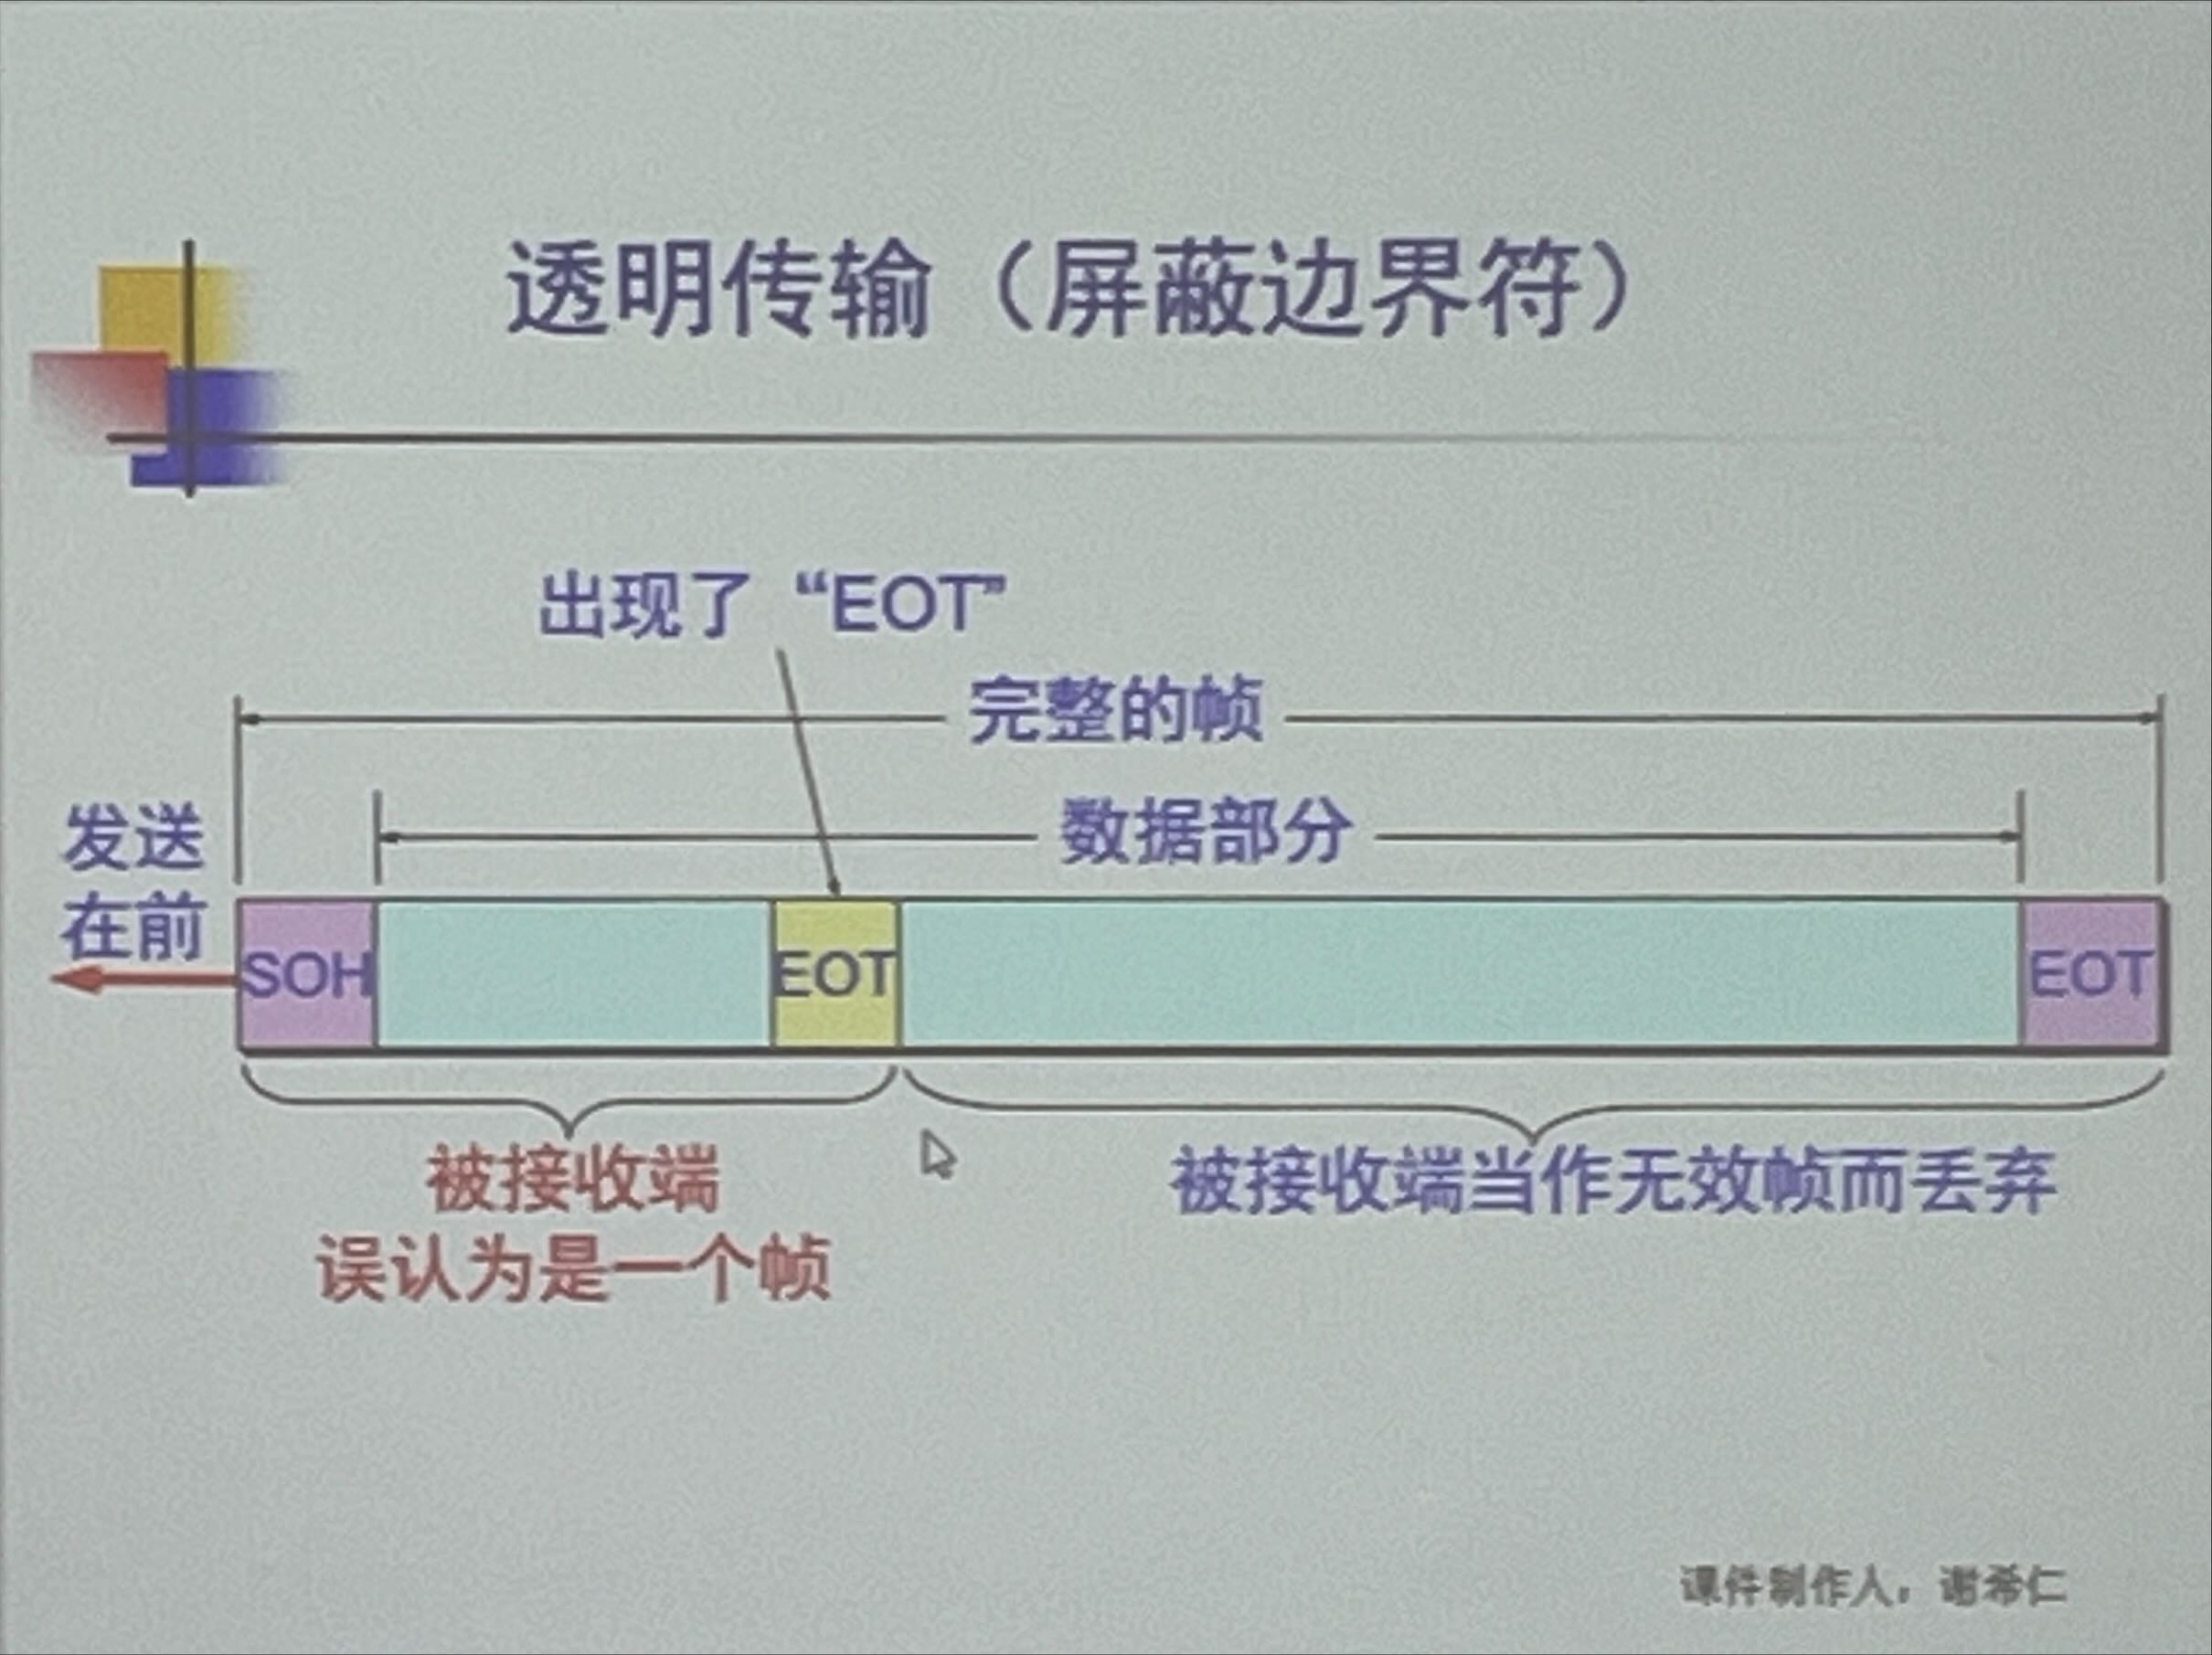 透明传输（屏蔽边界符）
出现了“EOT”
完整的帧
数据部分
发送
在前
SOH
EOT
EOT
被接收端
误认为是一个帧
被接收端当作无效帧而丢弃
课件制作人：谢希仁